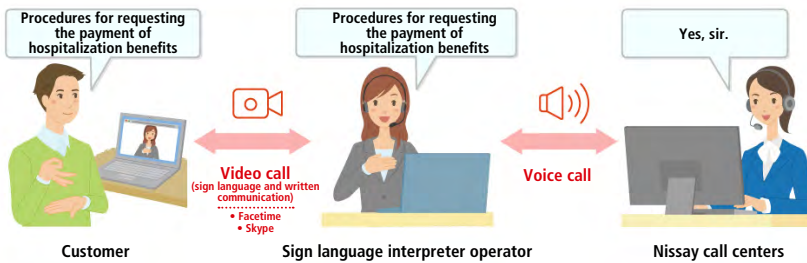 Procedures for requesting
the payment of
hospitalization benefits
Procedures for requesting
the payment of
hospitalization benefits
Yes, sir.
Video call
(sign language and written
communication)
• Facetime
• Skype
Voice call
Customer
Sign language interpreter operator
Nissay call centers